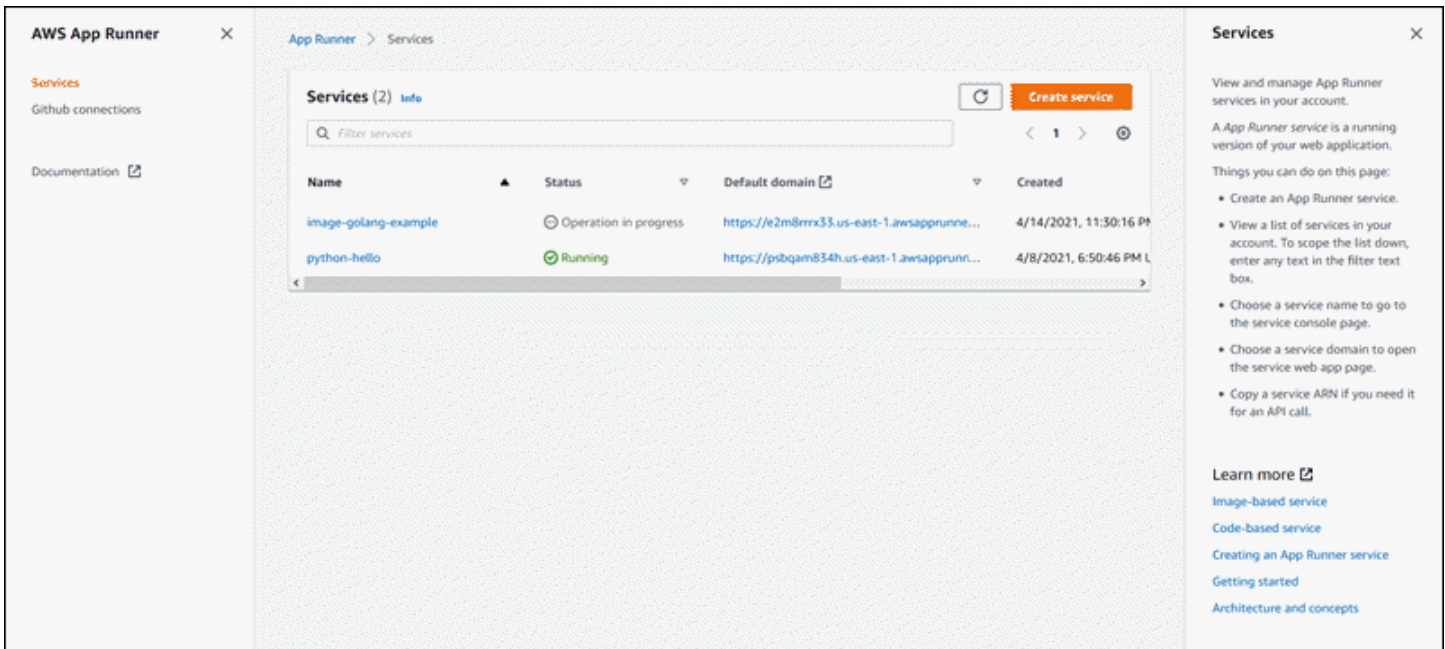 AWS App Runner
Services
Github connections
Documentation
App Runner > Services
Services (2) Info
Create service
Filter services
1
Name Status Default domain Created
image-golang-example Operation in progress https://e2m8rrrx33.us-east-1.awsapprunne... 4/14/2021, 11:30:16 PM
python-hello Running https://psbqam834h.us-east-1.awsapprunn... 4/8/2021, 6:50:46 PM U
Services
View and manage App Runner
services in your account.
A App Runner service is a running
version of your web application.
Things you can do on this page:
• Create an App Runner service.
• View a list of services in your
account. To scope the list down,
enter any text in the filter text
box.
• Choose a service name to go to
the service console page.
• Choose a service domain to open
the service web app page.
• Copy a service ARN if you need it
for an API call.
Learn more
Image-based service
Code-based service
Creating an App Runner service
Getting started
Architecture and concepts